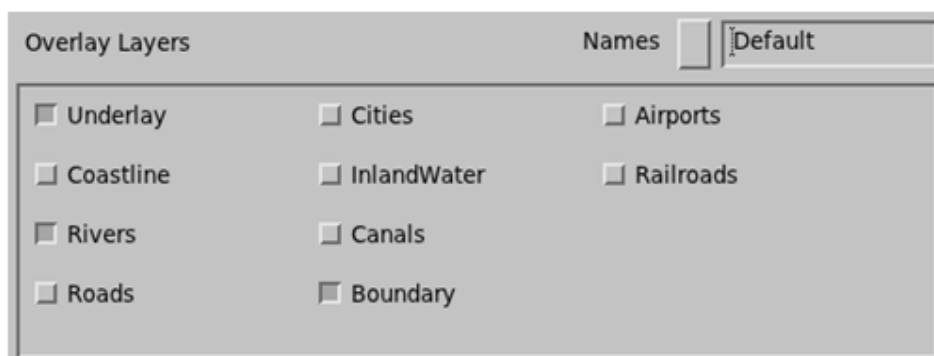 Overlay Layers Names Default
Underlay Cities Airports
Coastline InlandWater Railroads
Rivers Canals
Roads Boundary